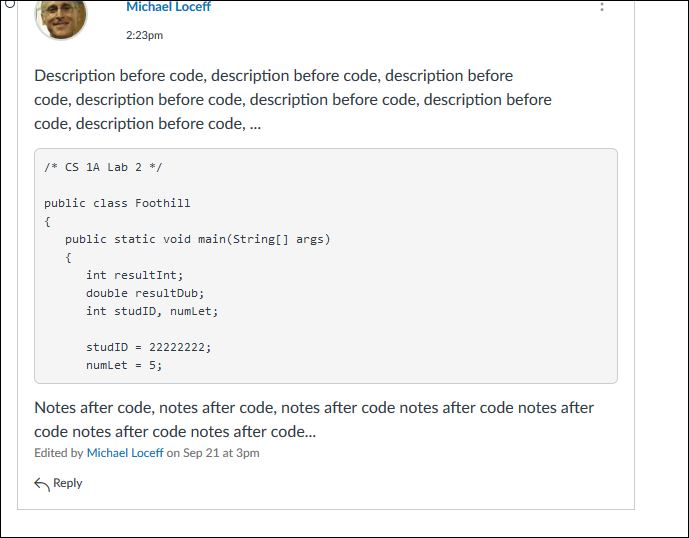 Michael Loceff
2:23pm
Description before code, description before code, description before
code, description before code, description before code, description before
code, description before code, ...
/* CS 1A Lab 2 */
public class Foothill
{
public static void main(String[] args)
{
int resultInt;
double resultDub;
int studID, numLet;
studID = 22222222;
numLet = 5;
Notes after code, notes after code, notes after code notes after code notes after
code notes after code notes after code...
Edited by Michael Loceff on Sep 21 at 3pm
Reply